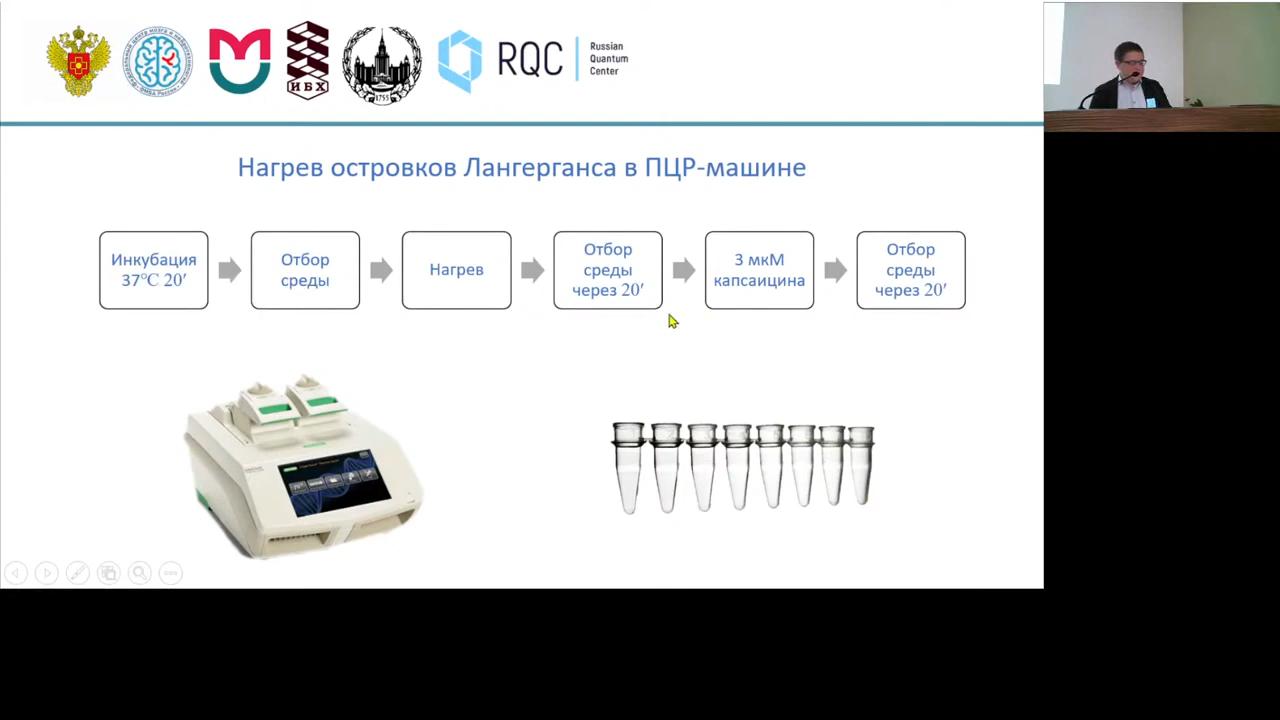 ИБХ
1755
RQC
Russian
Quantum
Center
Нагрев островков Лангерганса в ПЦР-машине
Инкубация
37℃ 20′
Отбор
среды
Нагрев
Отбор
среды
через 20′
3 мкМ
капсаицина
Отбор
среды
через 20′